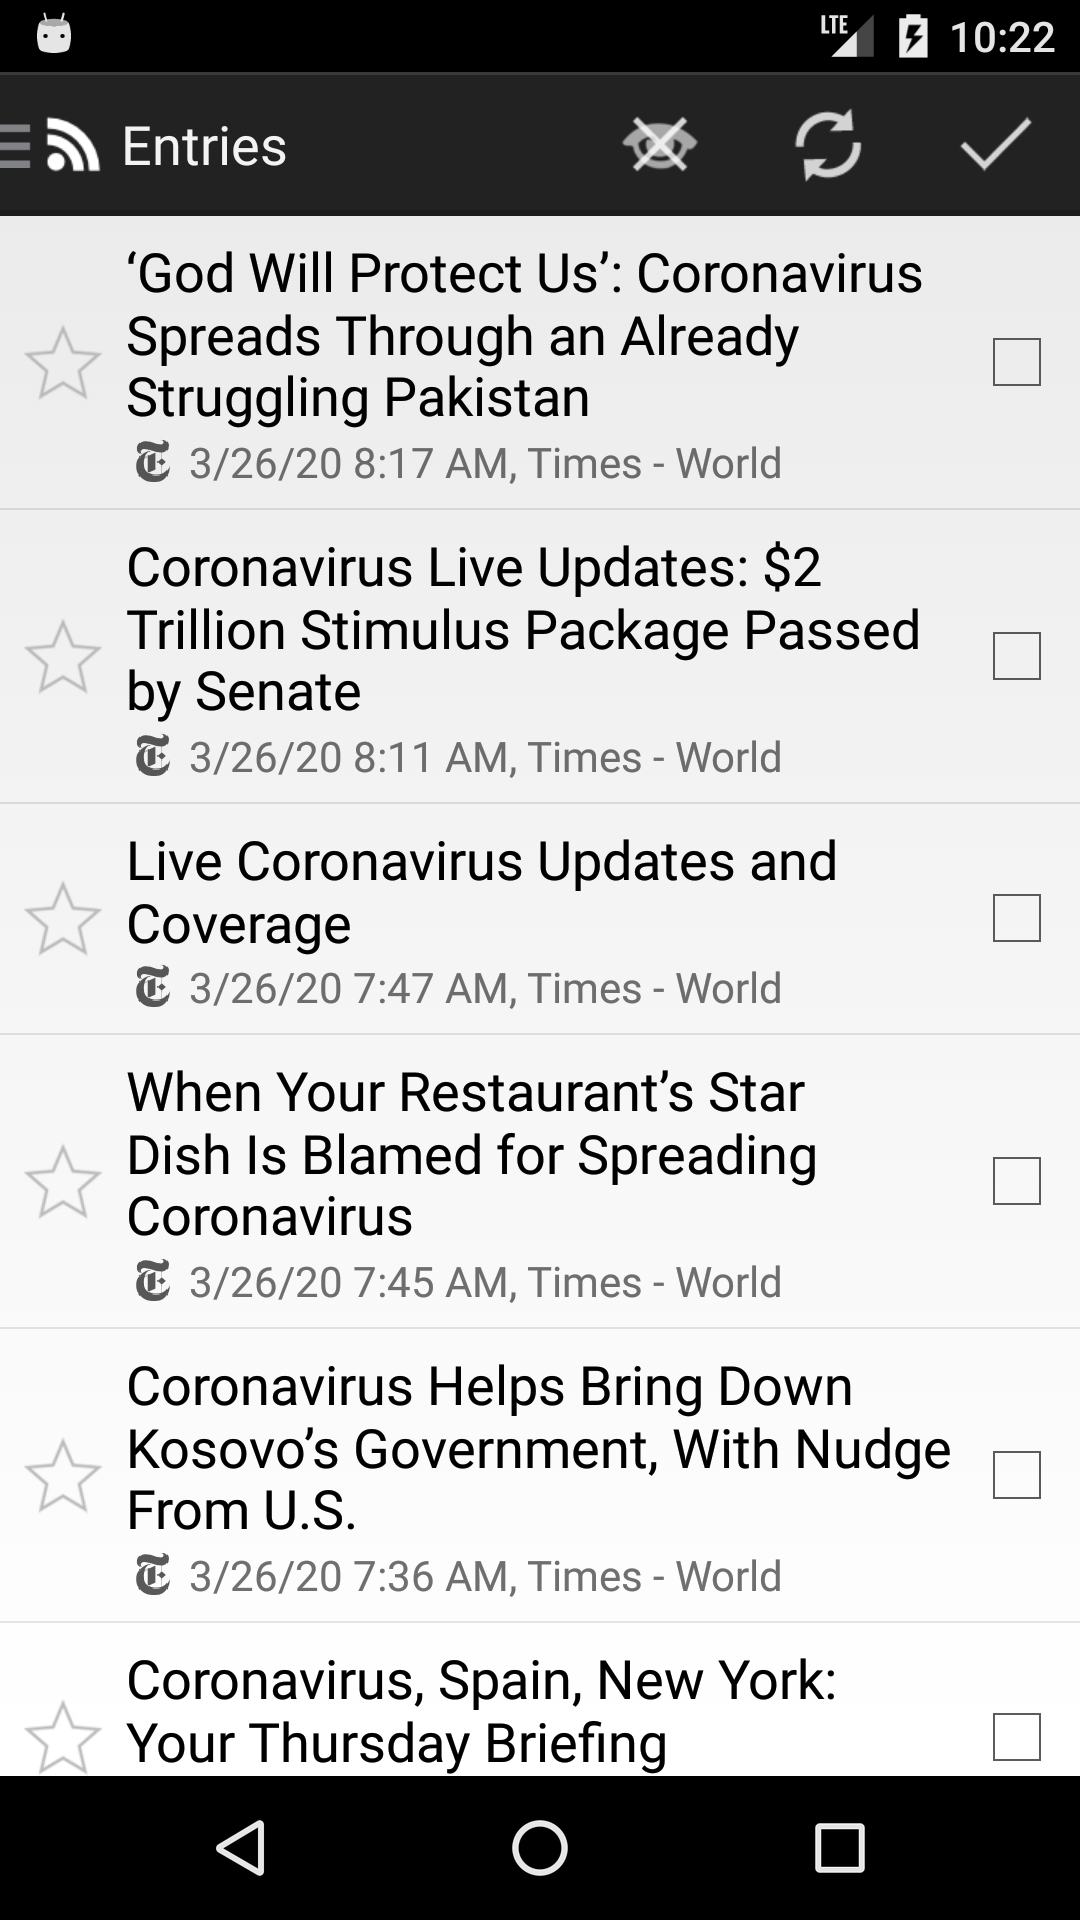 LTE 10:22
Entries
‘God Will Protect Us’: Coronavirus
Spreads Through an Already
Struggling Pakistan
3/26/20 8:17 AM, Times - World
Coronavirus Live Updates: $2
Trillion Stimulus Package Passed
by Senate
3/26/20 8:11 AM, Times - World
Live Coronavirus Updates and
Coverage
3/26/20 7:47 AM, Times - World
When Your Restaurant’s Star
Dish Is Blamed for Spreading
Coronavirus
3/26/20 7:45 AM, Times - World
Coronavirus Helps Bring Down
Kosovo’s Government, With Nudge
From U.S.
3/26/20 7:36 AM, Times - World
Coronavirus, Spain, New York:
Your Thursday Briefing